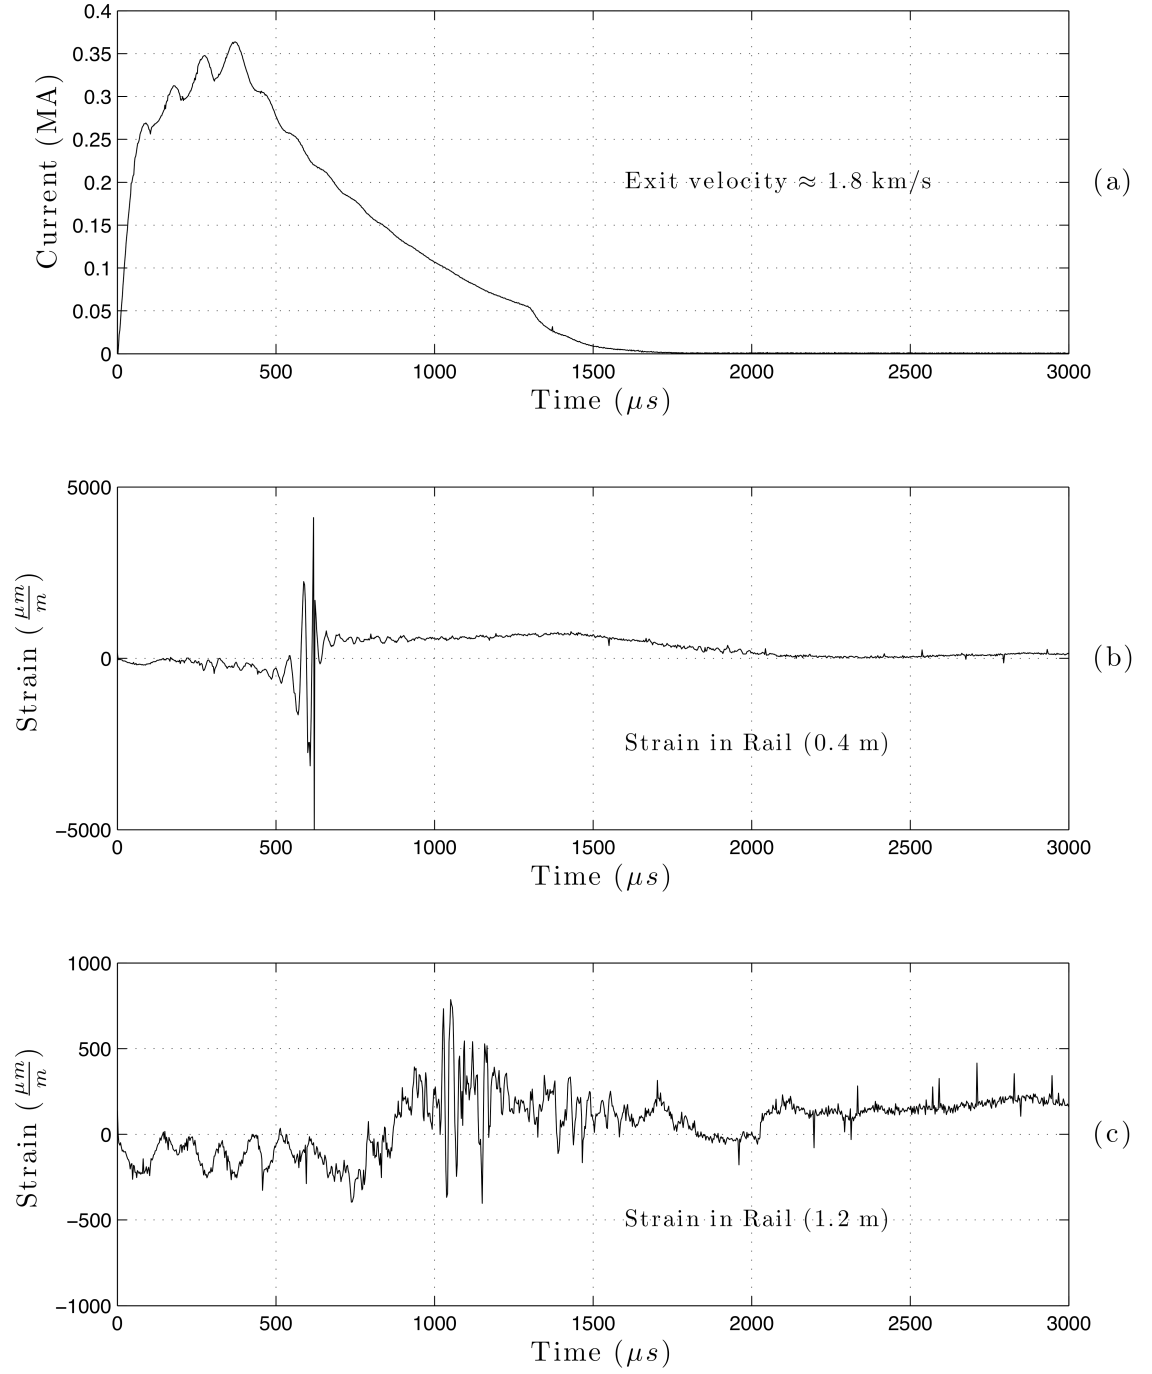 0.4
0.35
0.3
0.25
0.2
0.15
0.1
0.05
0
Current (MA)
Exit velocity ≈ 1.8 km/s
(a)
0 500 1000 1500 2000 2500 3000
Time (μs)
5000
0
−5000
Strain (μm/m)
Strain in Rail (0.4 m)
(b)
0 500 1000 1500 2000 2500 3000
Time (μs)
1000
500
0
−500
−1000
Strain (μm/m)
Strain in Rail (1.2 m)
(c)
0 500 1000 1500 2000 2500 3000
Time (μs)